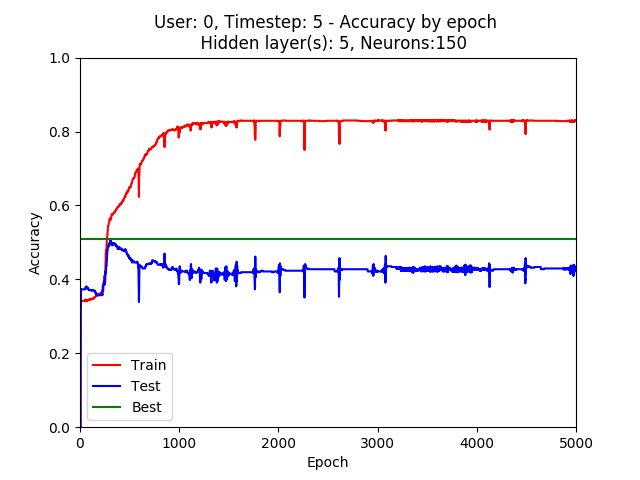 User: 0, Timestep: 5 - Accuracy by epoch
Hidden layer(s): 5, Neurons:150
1.0
0.8
0.6
0.4
0.2
0.0
Accuracy
Train
Test
Best
0 1000 2000 3000 4000 5000
Epoch